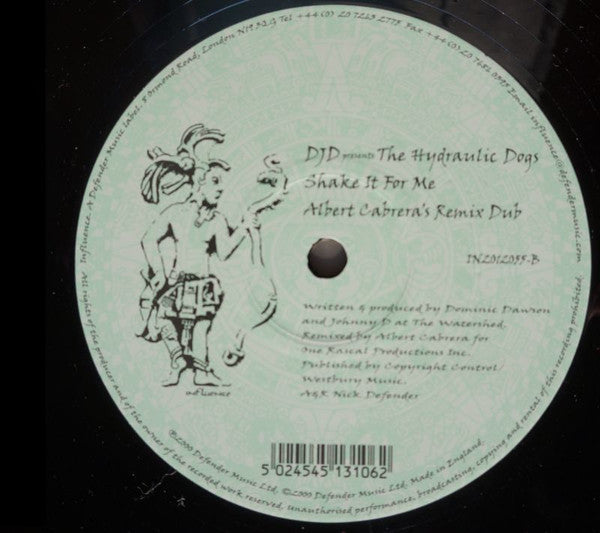 Influence. A Defender Music Label. 8 Ormond Road, London N19 3QG Tel +44 (0) 20 7263 2775 Fax +44 (0) 20 7686 0395 Email influence@defendermusic.com
DJD presents The Hydraulic Dogs
Shake It For Me
Albert Cabrera's Remix Dub
IN2012055-B
Written & produced by Dominic Dawson
and Johnny D at The Watershed.
Remixed by Albert Cabrera for
One Rascal Productions Inc.
Published by Copyright Control/
Westbury Music.
A&R Nick Defender
influence
5 024545 131062
℗2000 Defender Music Ltd. ©2000 Defender Music Ltd. Made in England.
All rights of the producer and of the owner of the recorded work reserved, unauthorised performance, broadcasting, copying and rental of this recording prohibited.